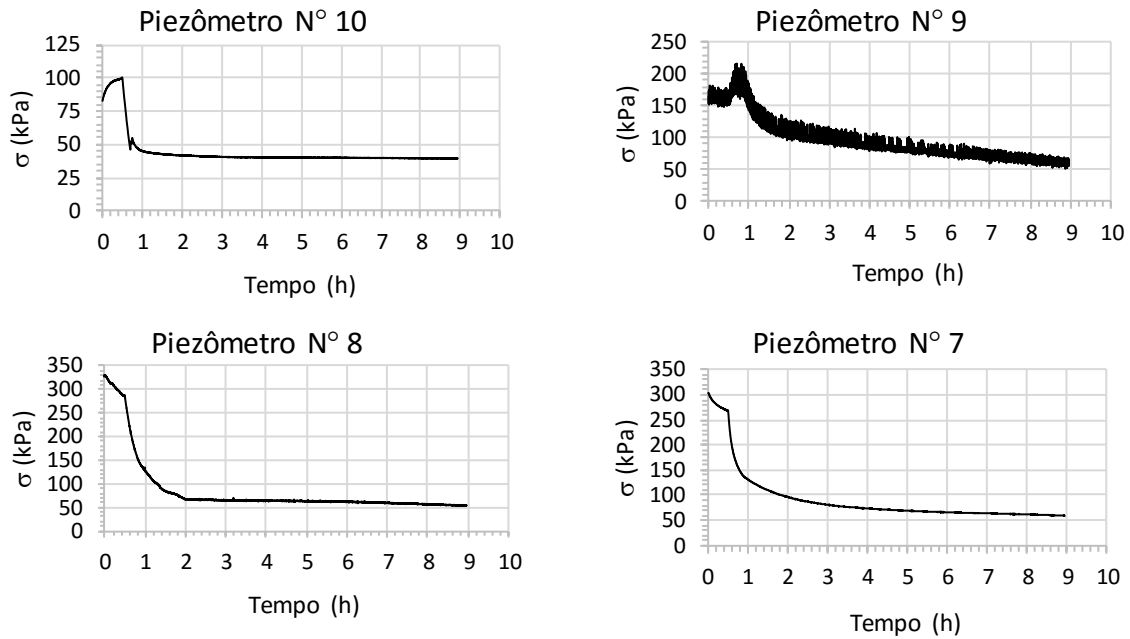 Piezômetro N° 10
125
100
75
50
25
0
σ (kPa)
0 1 2 3 4 5 6 7 8 9 10
Tempo (h)
Piezômetro N° 9
250
200
150
100
50
0
σ (kPa)
0 1 2 3 4 5 6 7 8 9 10
Tempo (h)
Piezômetro N° 8
350
300
250
200
150
100
50
0
σ (kPa)
0 1 2 3 4 5 6 7 8 9 10
Tempo (h)
Piezômetro N° 7
350
300
250
200
150
100
50
0
σ (kPa)
0 1 2 3 4 5 6 7 8 9 10
Tempo (h)